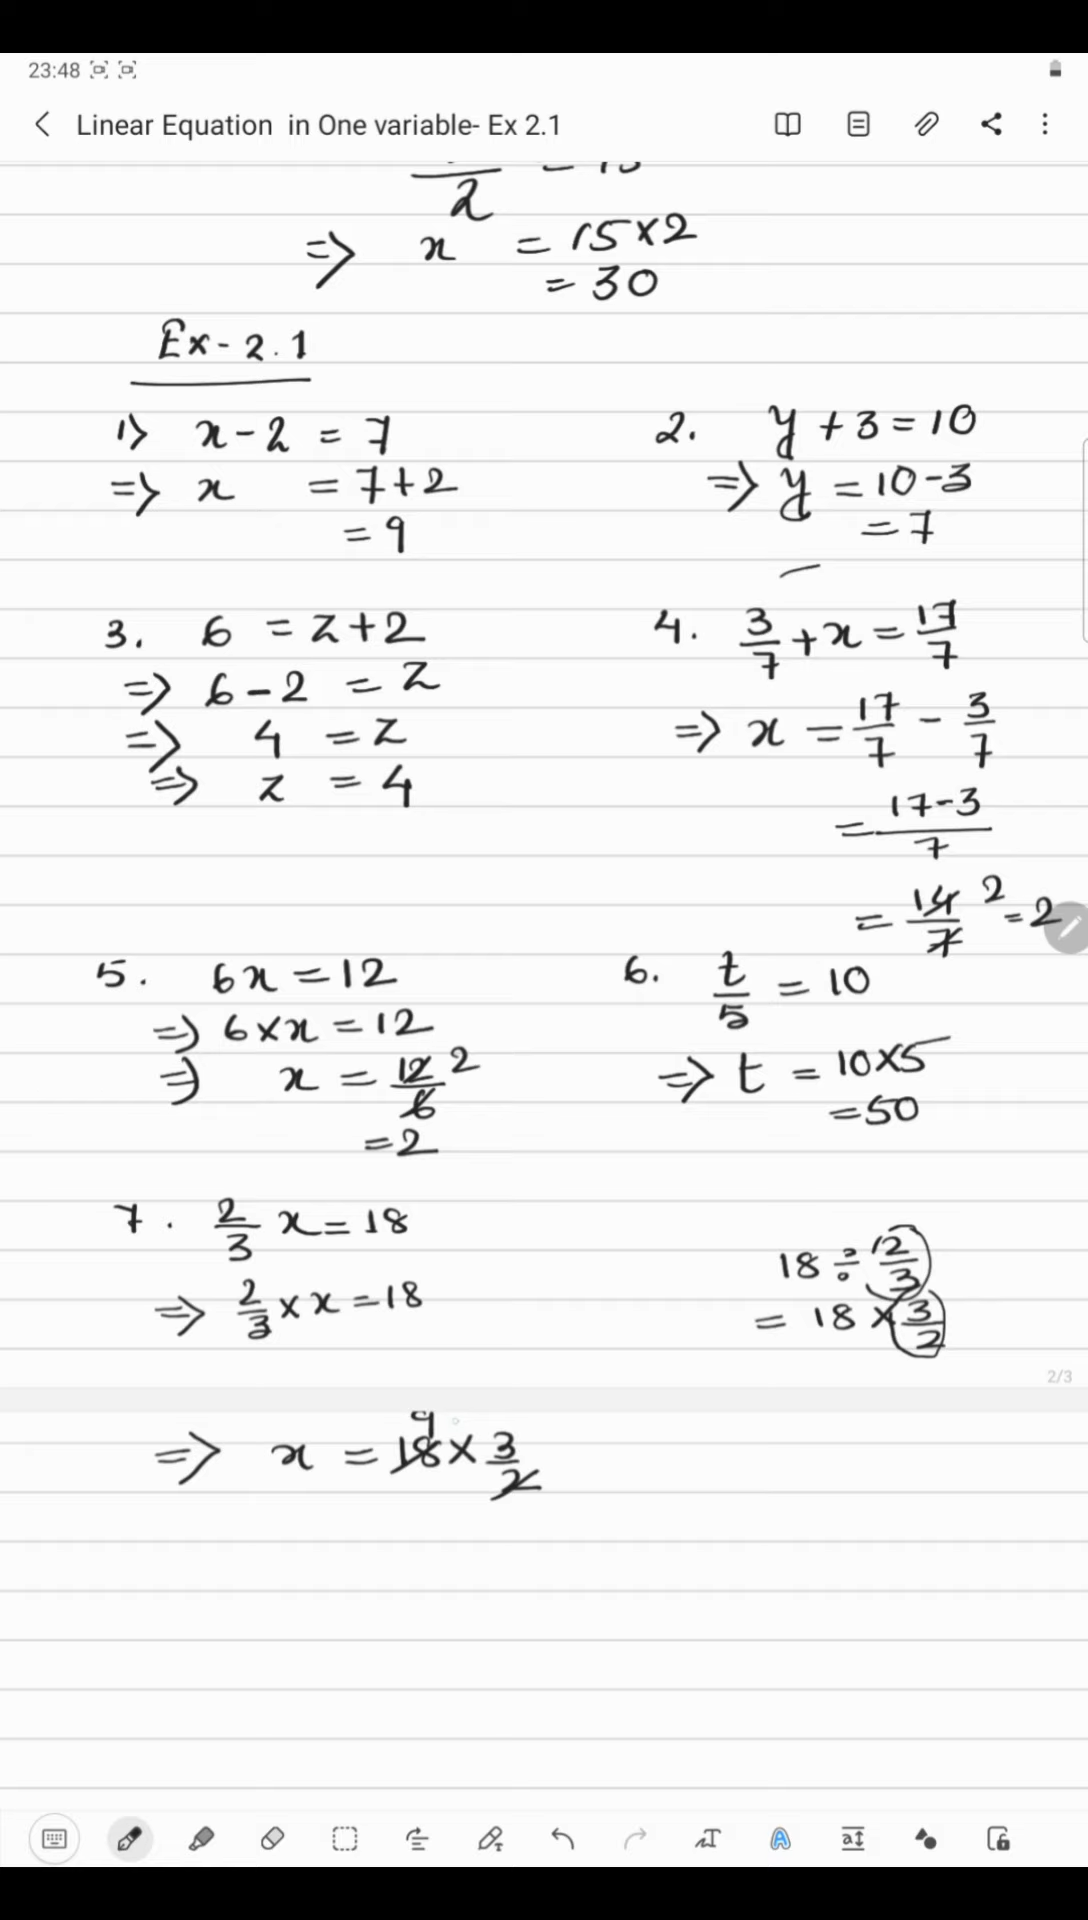 23:48
Linear Equation in One variable- Ex 2.1
2
⇒ x = 15×2
= 30
Ex - 2.1
1) x - 2 = 7
⇒ x = 7+2
= 9
2. y + 3 = 10
⇒ y = 10-3
= 7
3. 6 = z+2
⇒ 6 - 2 = z
⇒ 4 = z
⇒ z = 4
4. 3/7 + x = 17/7
⇒ x = 17/7 - 3/7
= 17-3/7
= 14/7 2 = 2
5. 6x = 12
⇒ 6×x = 12
⇒ x = 12/6 2
= 2
6. t/5 = 10
⇒ t = 10×5
= 50
7. 2/3 x = 18
⇒ 2/3 × x = 18
18 ÷ 2/3
= 18 × 3/2
2/3
9
⇒ x = 18 × 3/2